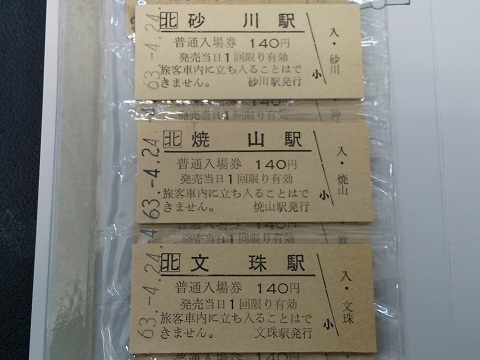 63.-4.24
北 砂川駅
普通入場券 140円
発売当日1回限り有効
旅客車内に立ち入ることはで
きません。 砂川駅発行
小
入・砂川
63.-4.24
北 焼山駅
普通入場券 140円
発売当日1回限り有効
旅客車内に立ち入ることはで
きません。 焼山駅発行
小
入・焼山
63.-4.24
北 文珠駅
普通入場券 140円
発売当日1回限り有効
旅客車内に立ち入ることはで
きません。 文珠駅発行
小
入・文珠